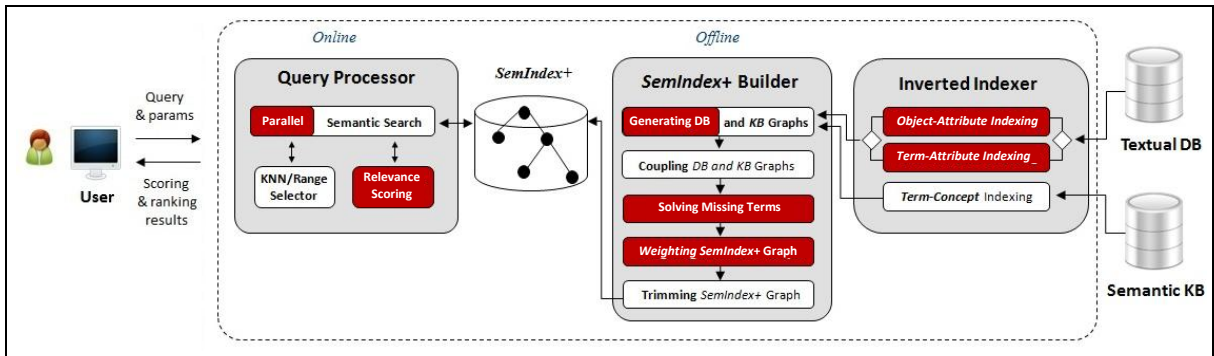 Online
Offline
Query
& params
User
Scoring
& ranking
results
Query Processor
Parallel Semantic Search
KNN/Range
Selector
Relevance
Scoring
SemIndex+
SemIndex+ Builder
Generating DB and KB Graphs
Coupling DB and KB Graphs
Solving Missing Terms
Weighting SemIndex+ Graph
Trimming SemIndex+ Graph
Inverted Indexer
Object-Attribute Indexing
Term-Attribute Indexing
Term-Concept Indexing
Textual DB
Semantic KB